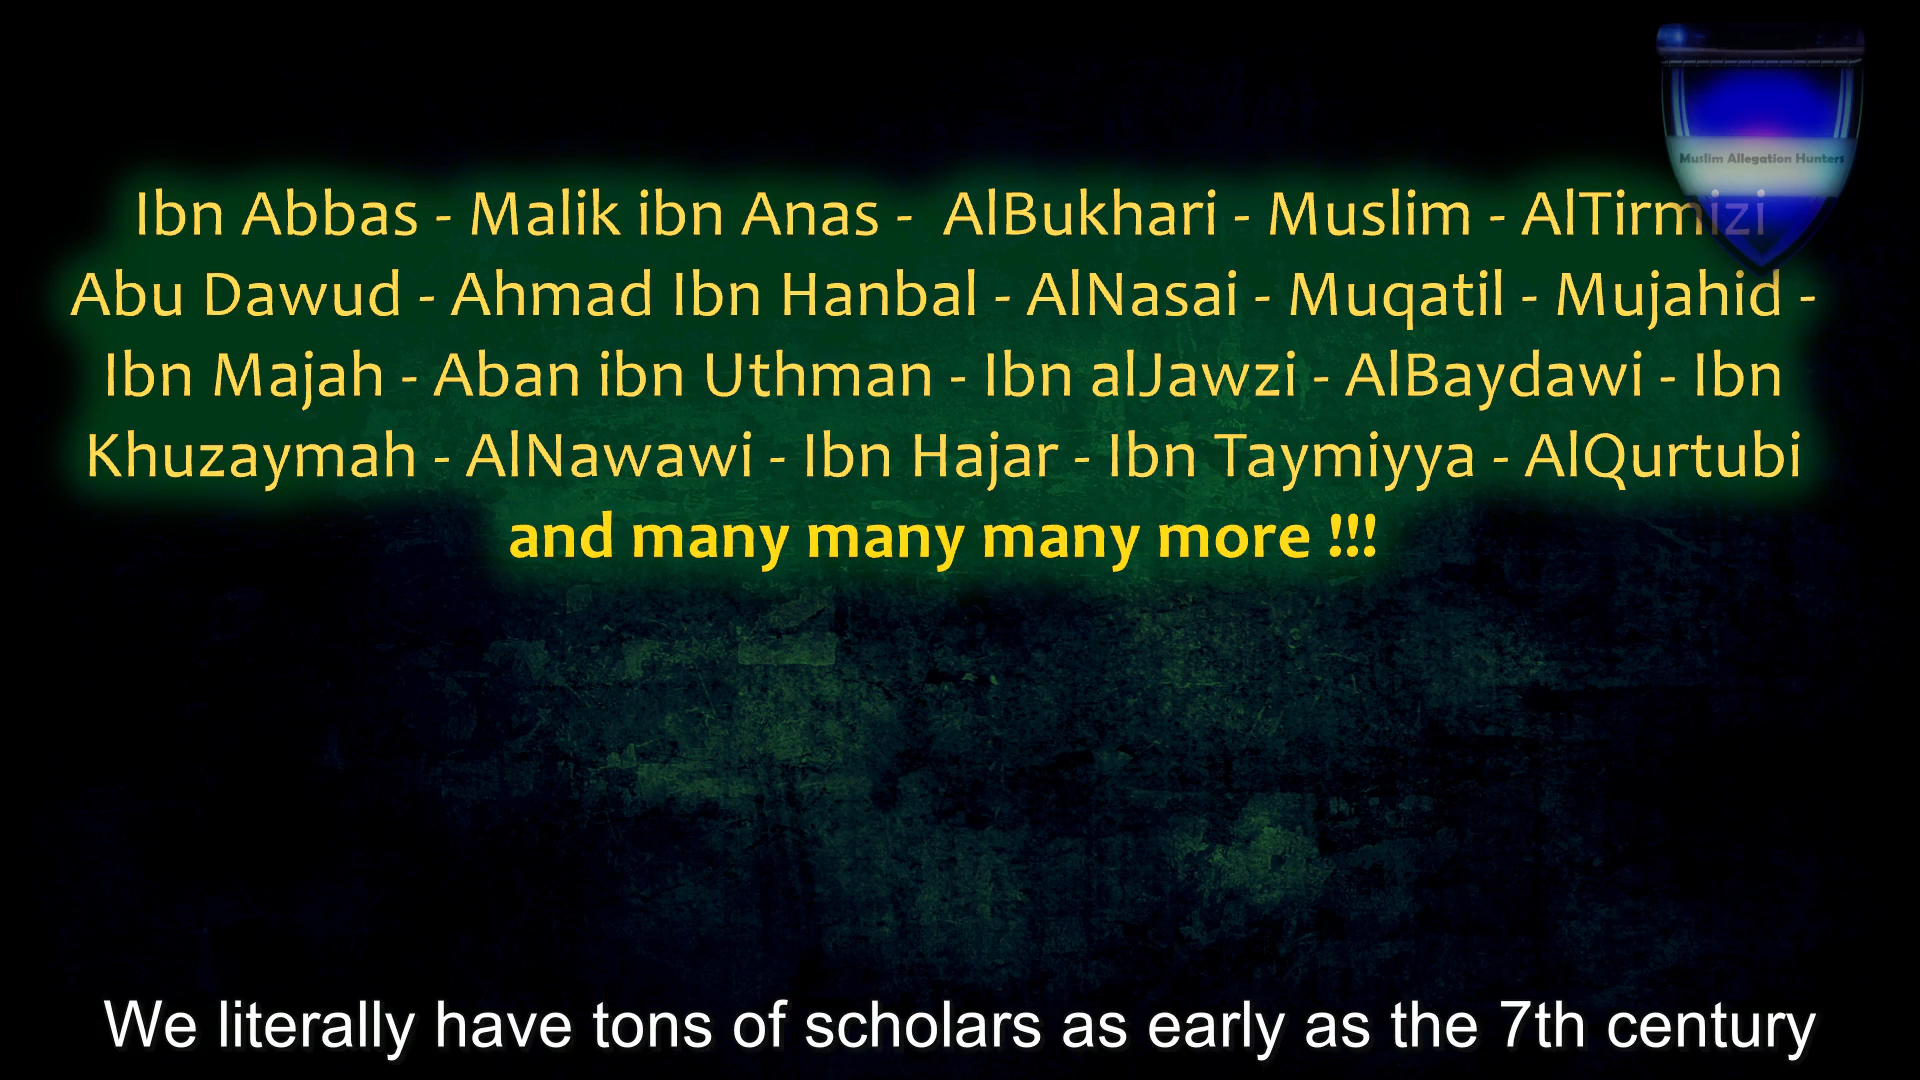 Muslim Allegation Hunters
Ibn Abbas - Malik ibn Anas - AlBukhari - Muslim - AlTirmizi
Abu Dawud - Ahmad Ibn Hanbal - AlNasai - Muqatil - Mujahid -
Ibn Majah - Aban ibn Uthman - Ibn alJawzi - AlBaydawi - Ibn
Khuzaymah - AlNawawi - Ibn Hajar - Ibn Taymiyya - AlQurtubi
and many many many more !!!
We literally have tons of scholars as early as the 7th century